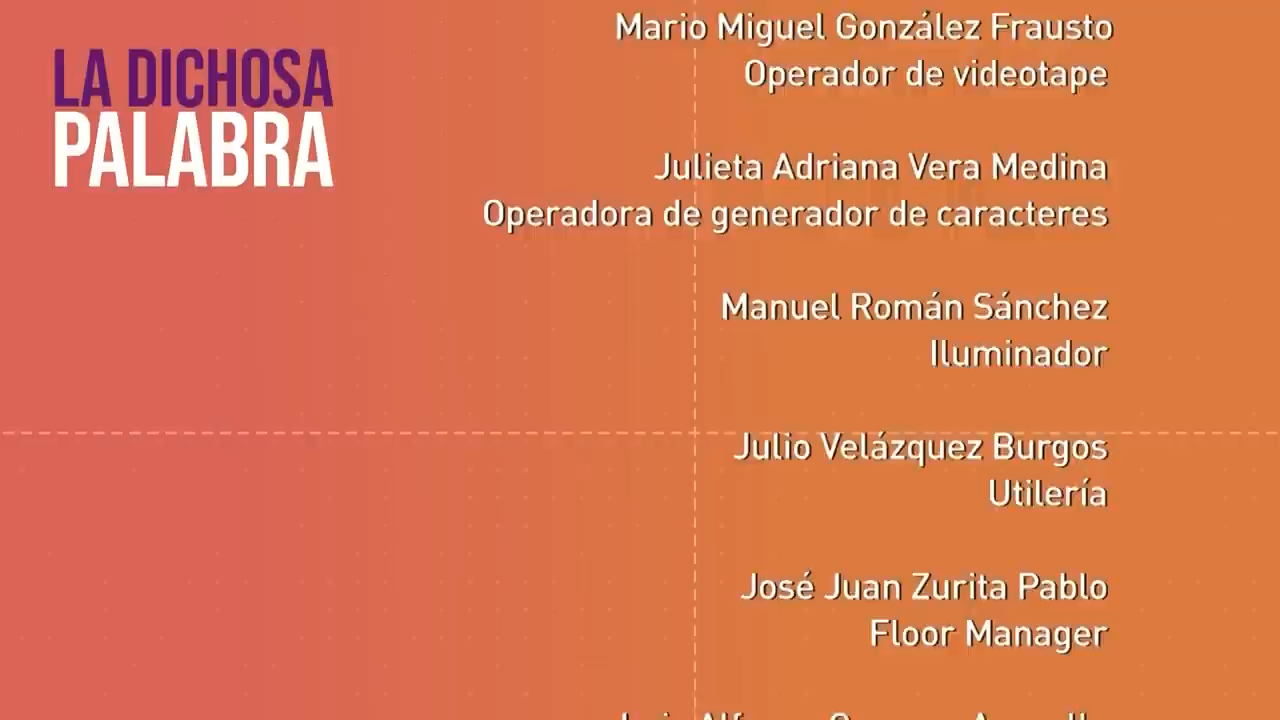 LA DICHOSA
PALABRA
Mario Miguel González Frausto
Operador de videotape
Julieta Adriana Vera Medina
Operadora de generador de caracteres
Manuel Román Sánchez
Iluminador
Julio Velázquez Burgos
Utilería
José Juan Zurita Pablo
Floor Manager